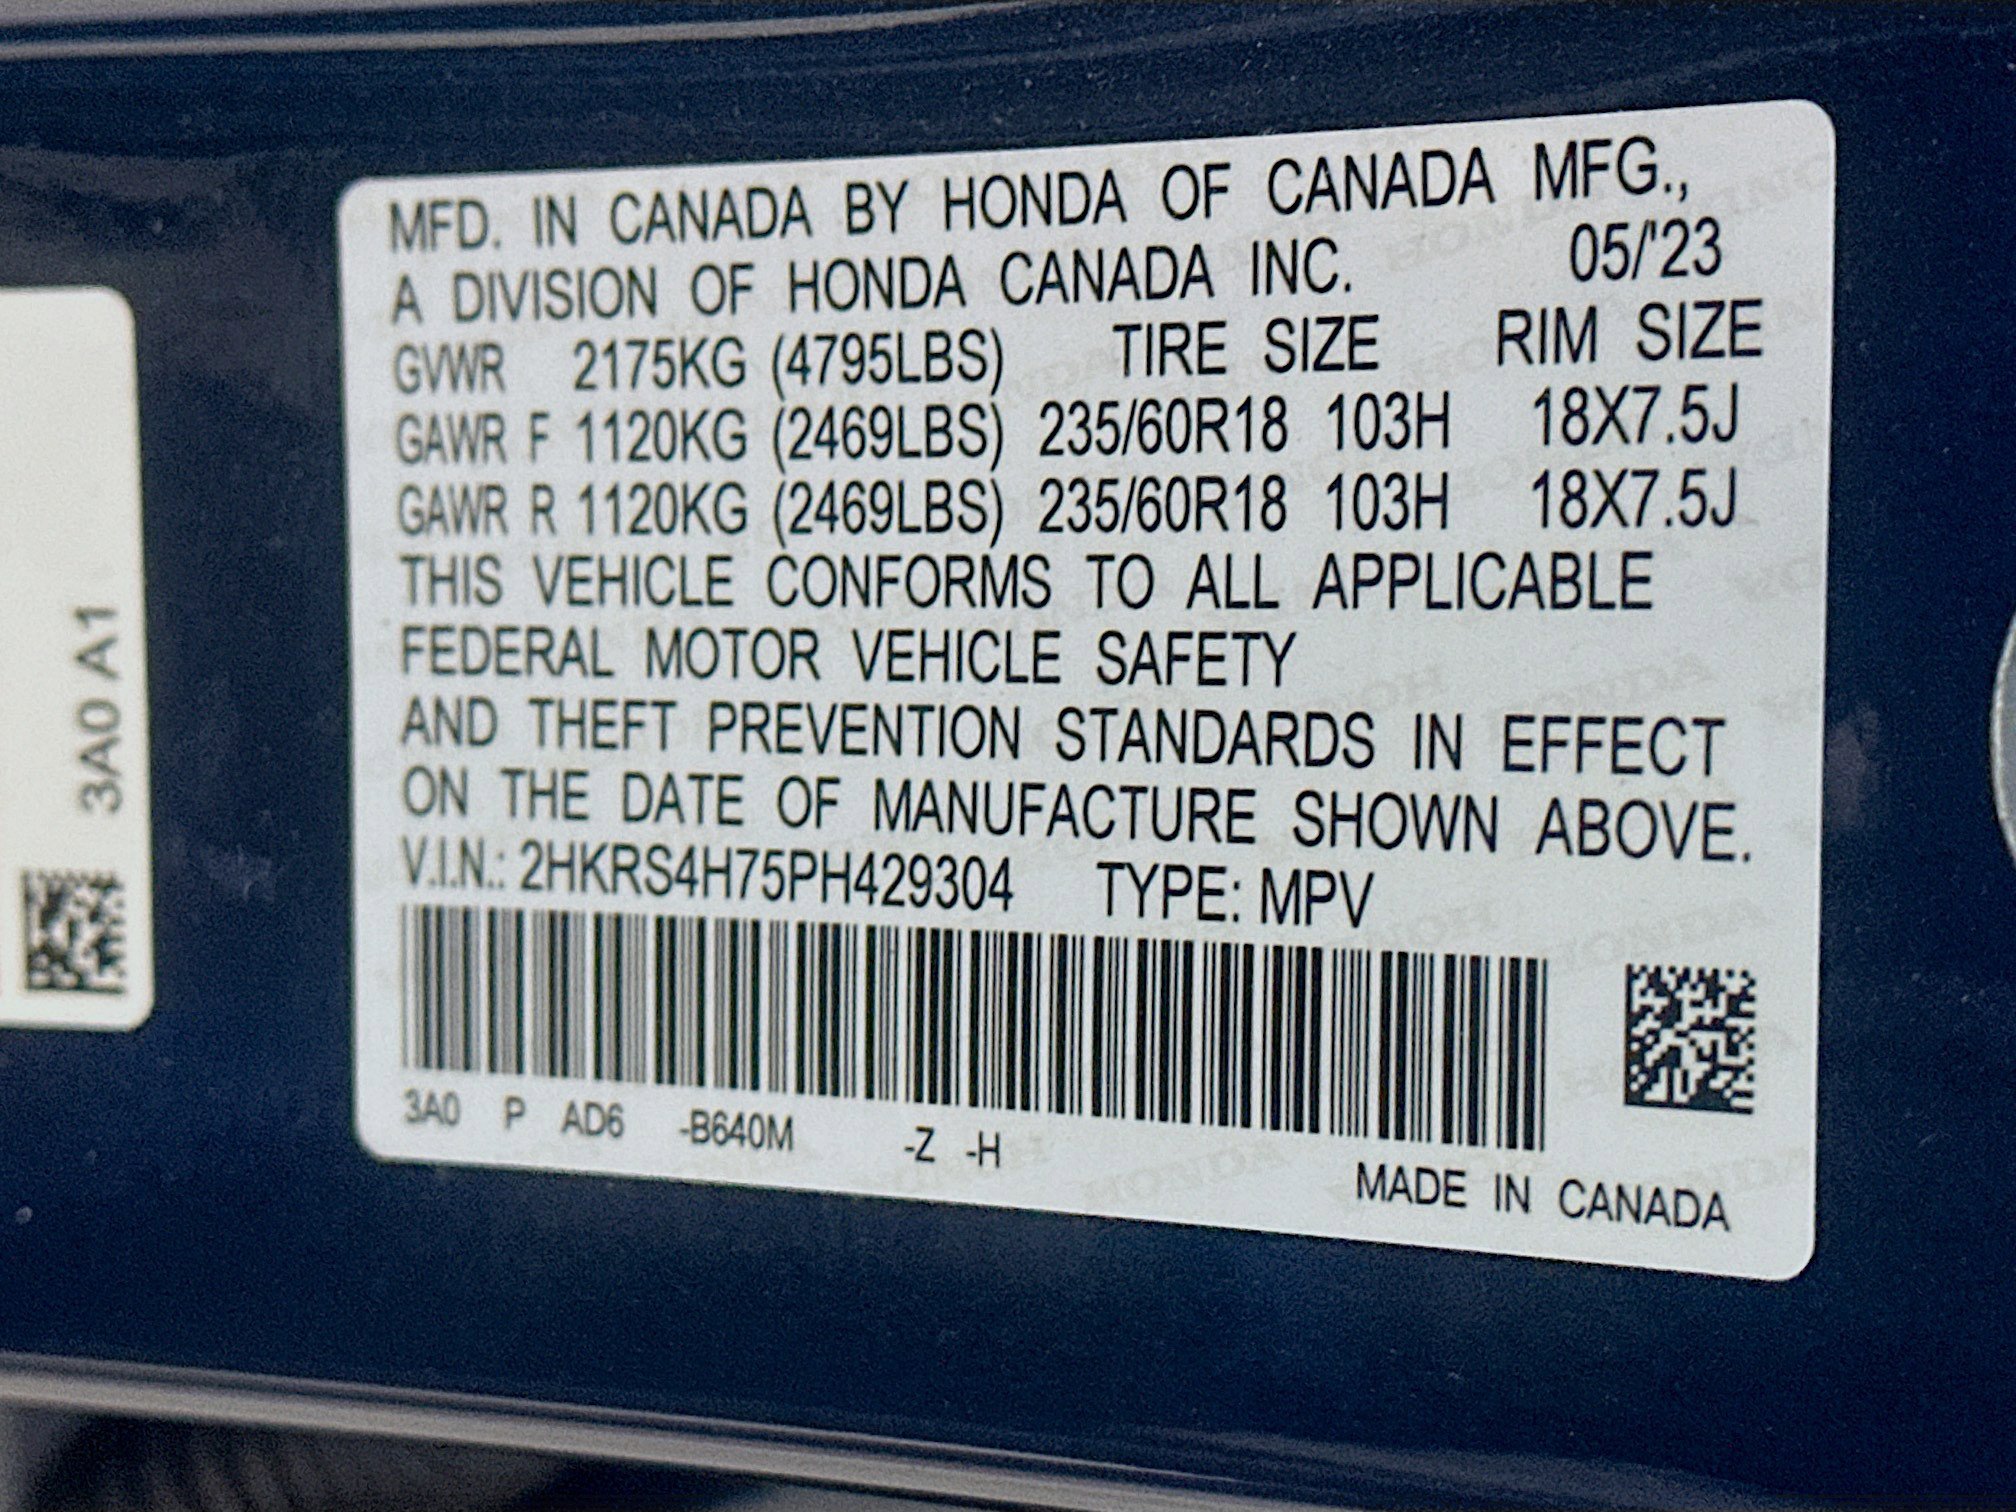 MFD. IN CANADA BY HONDA OF CANADA MFG.,
A DIVISION OF HONDA CANADA INC. 05/'23
GVWR 2175KG (4795LBS) TIRE SIZE RIM SIZE
GAWR F 1120KG (2469LBS) 235/60R18 103H 18X7.5J
GAWR R 1120KG (2469LBS) 235/60R18 103H 18X7.5J
THIS VEHICLE CONFORMS TO ALL APPLICABLE
FEDERAL MOTOR VEHICLE SAFETY
AND THEFT PREVENTION STANDARDS IN EFFECT
ON THE DATE OF MANUFACTURE SHOWN ABOVE.
V.I.N.: 2HKRS4H75PH429304 TYPE: MPV
3A0 P AD6 -B640M -Z -H
MADE IN CANADA
3A0 A1